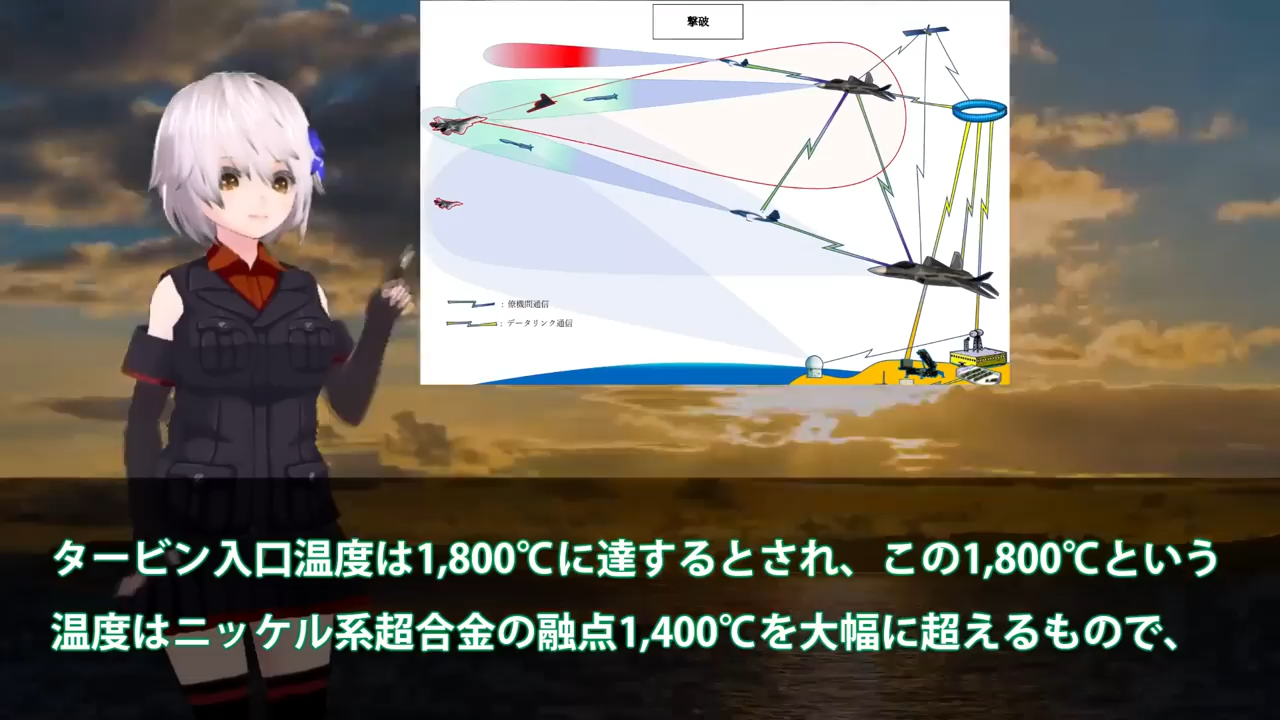 撃破
：僚機間通信
：データリンク通信
タービン入口温度は1,800℃に達するとされ、この1,800℃という
温度はニッケル系超合金の融点1,400℃を大幅に超えるもので、